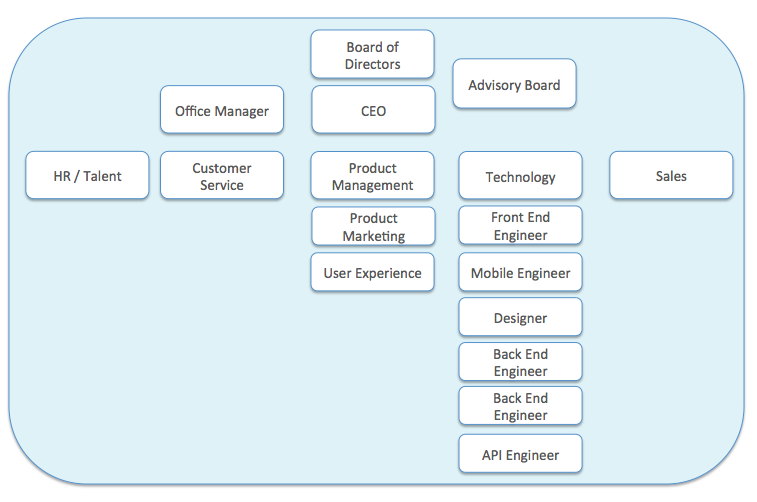 Board of
Directors
Advisory Board
Office Manager
CEO
HR / Talent
Customer
Service
Product
Management
Technology
Sales
Product
Marketing
Front End
Engineer
User Experience
Mobile Engineer
Designer
Back End
Engineer
Back End
Engineer
API Engineer